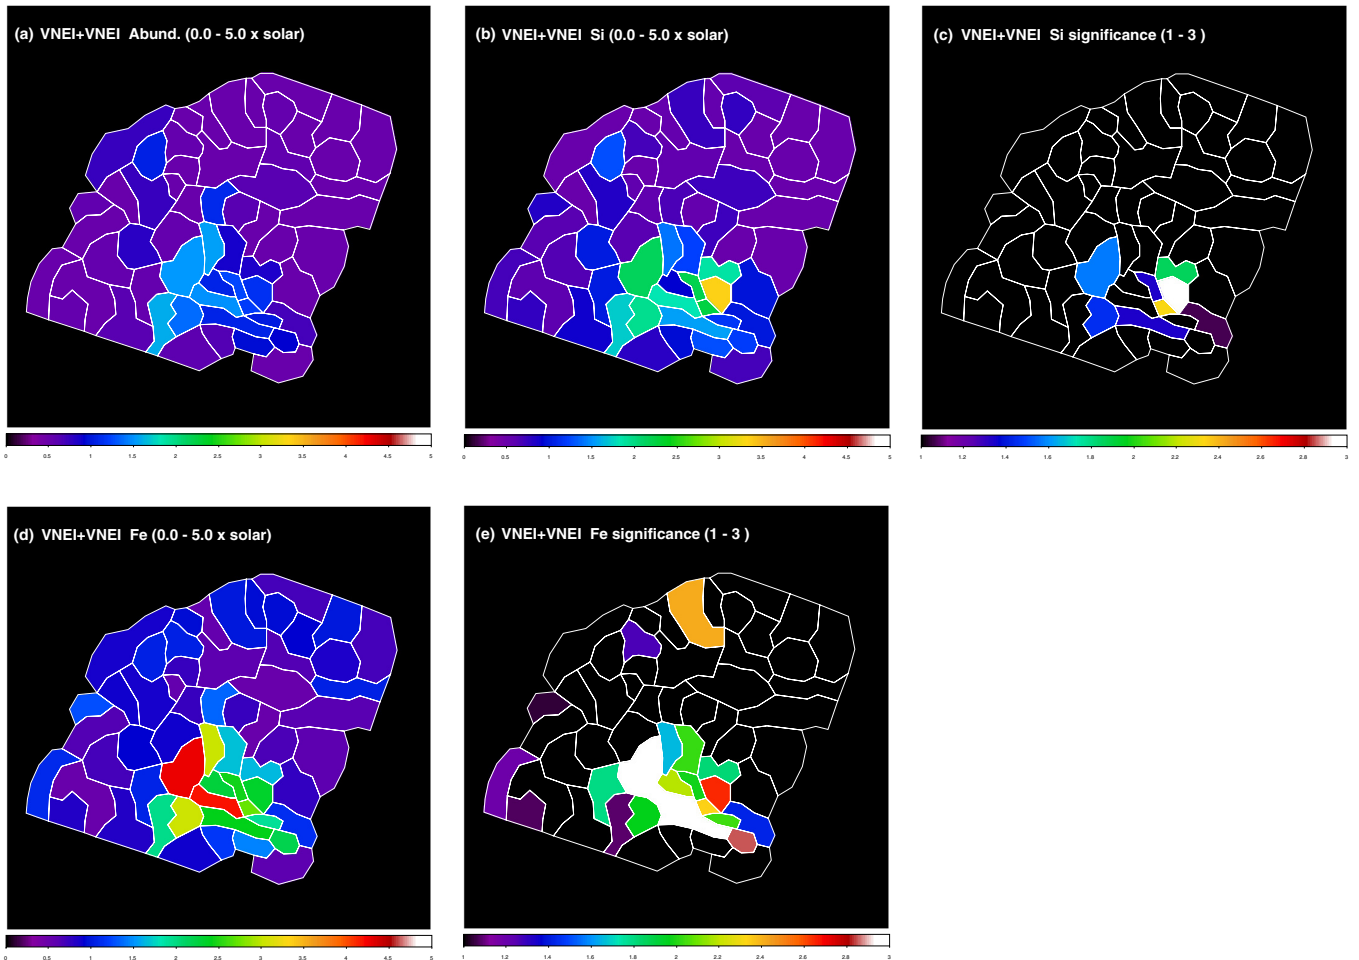 (a) VNEI+VNEI Abund. (0.0 - 5.0 x solar)
(b) VNEI+VNEI Si (0.0 - 5.0 x solar)
(c) VNEI+VNEI Si significance (1 - 3 )
0 0.5 1 1.5 2 2.5 3 3.5 4 4.5 5
0 0.5 1 1.5 2 2.5 3 3.5 4 4.5 5
1 1.2 1.4 1.6 1.8 2 2.2 2.4 2.6 2.8 3
(d) VNEI+VNEI Fe (0.0 - 5.0 x solar)
(e) VNEI+VNEI Fe significance (1 - 3 )
0 0.5 1 1.5 2 2.5 3 3.5 4 4.5 5
1 1.2 1.4 1.6 1.8 2 2.2 2.4 2.6 2.8 3